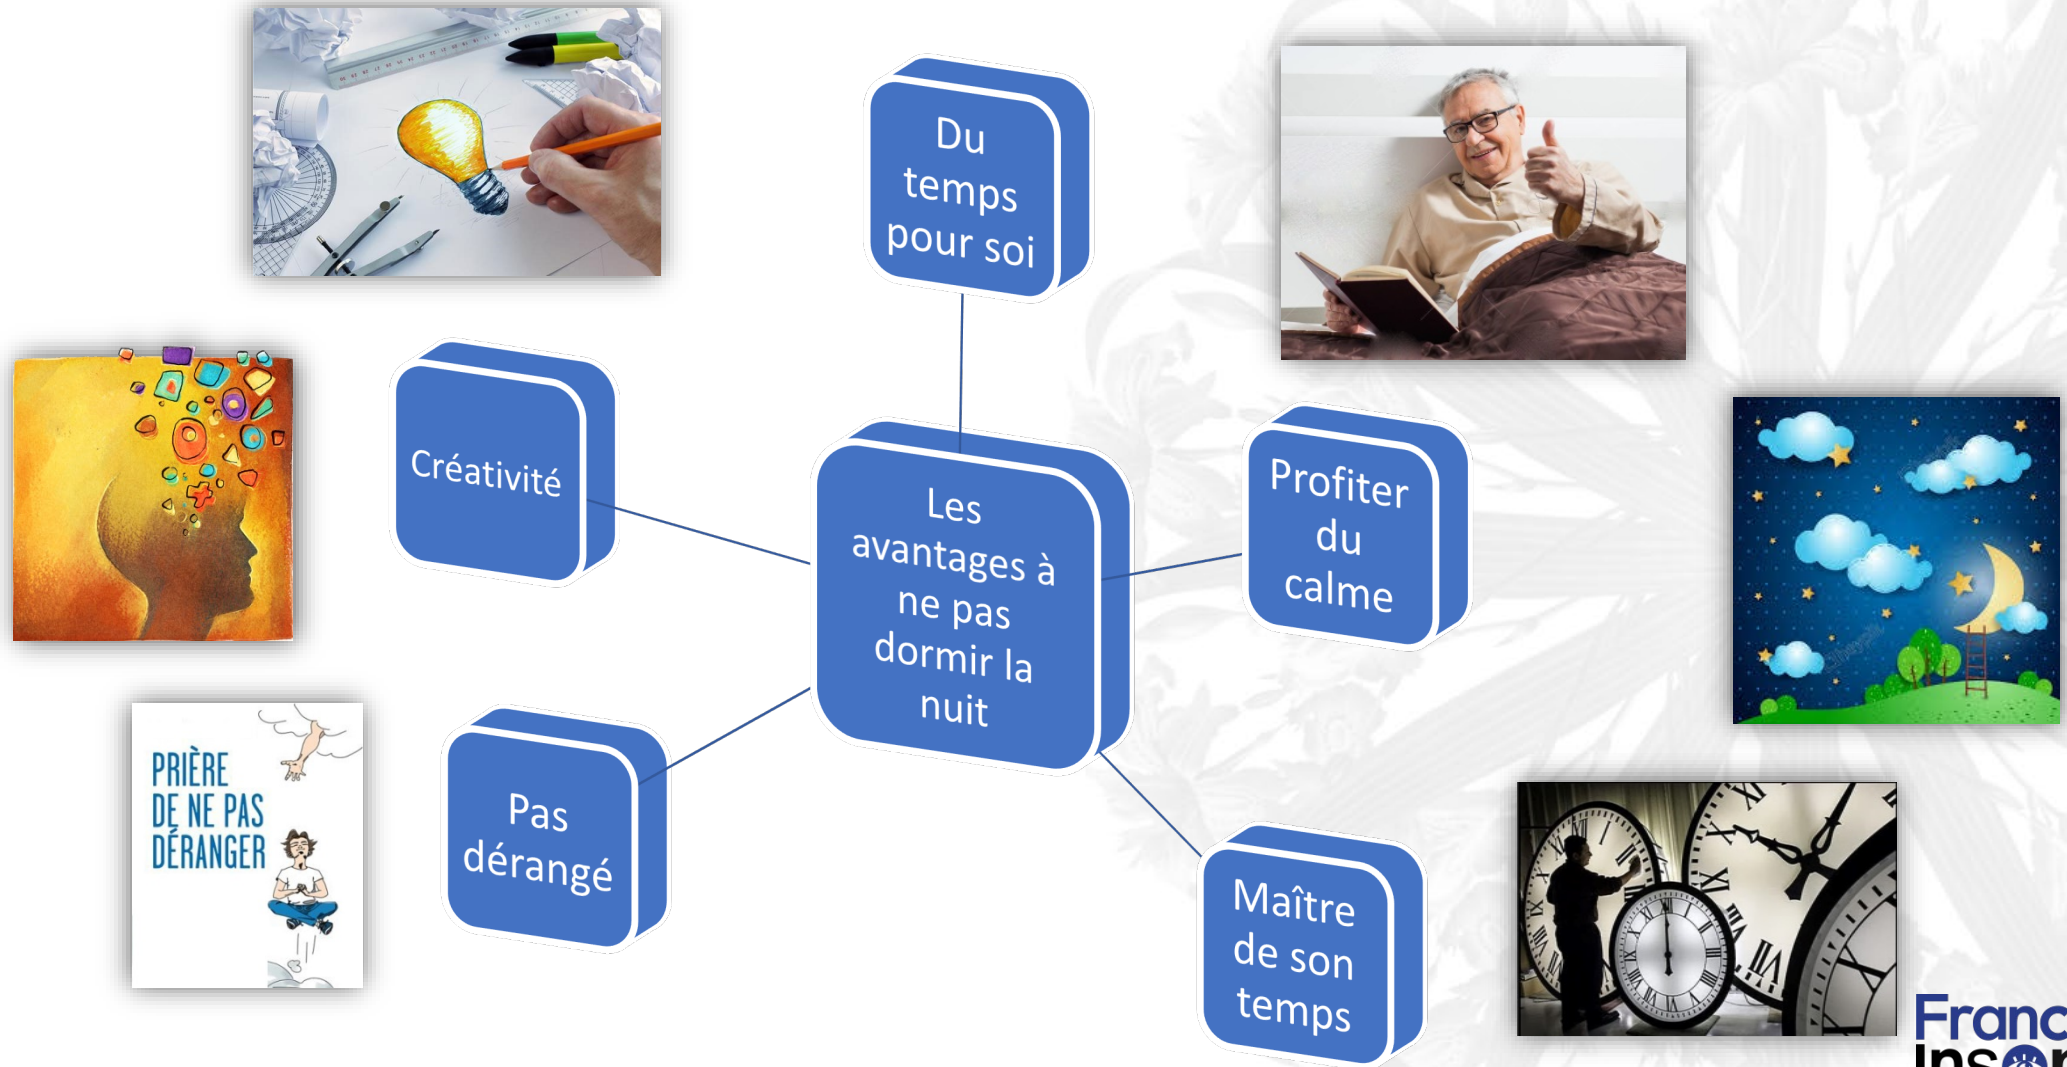 Du
temps
pour soi
Créativité
Les
avantages à
ne pas
dormir la
nuit
Profiter
du
calme
PRIÈRE
DE NE PAS
DÉRANGER
Pas
dérangé
Maître
de son
temps
Franc